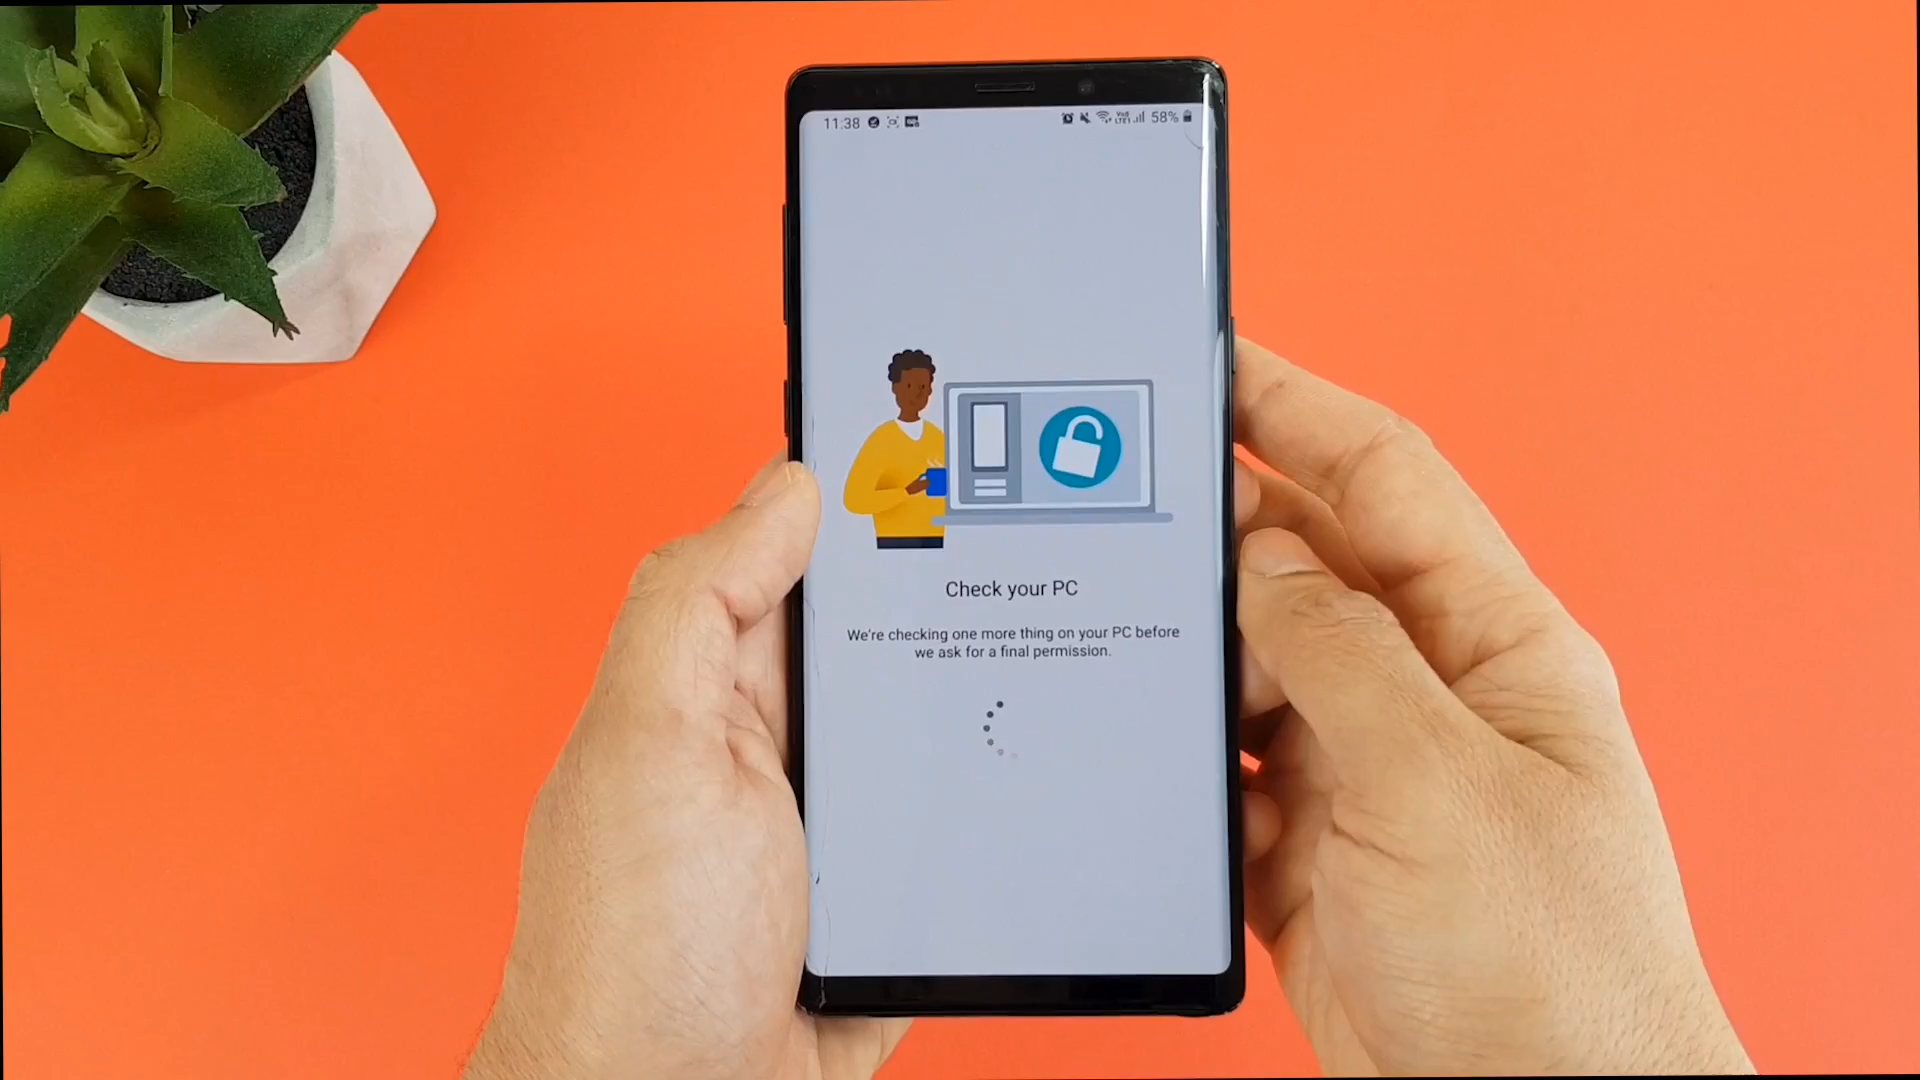 11:38
58%
Check your PC
We're checking one more thing on your PC before
we ask for a final permission.